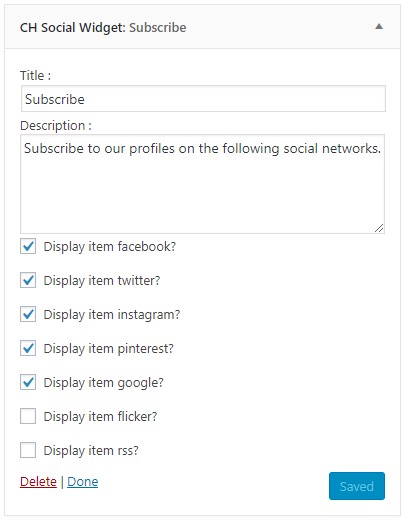 CH Social Widget: Subscribe
Title :
Subscribe
Description :
Subscribe to our profiles on the following social networks.
Display item facebook?
Display item twitter?
Display item instagram?
Display item pinterest?
Display item google?
Display item flicker?
Display item rss?
Delete | Done
Saved